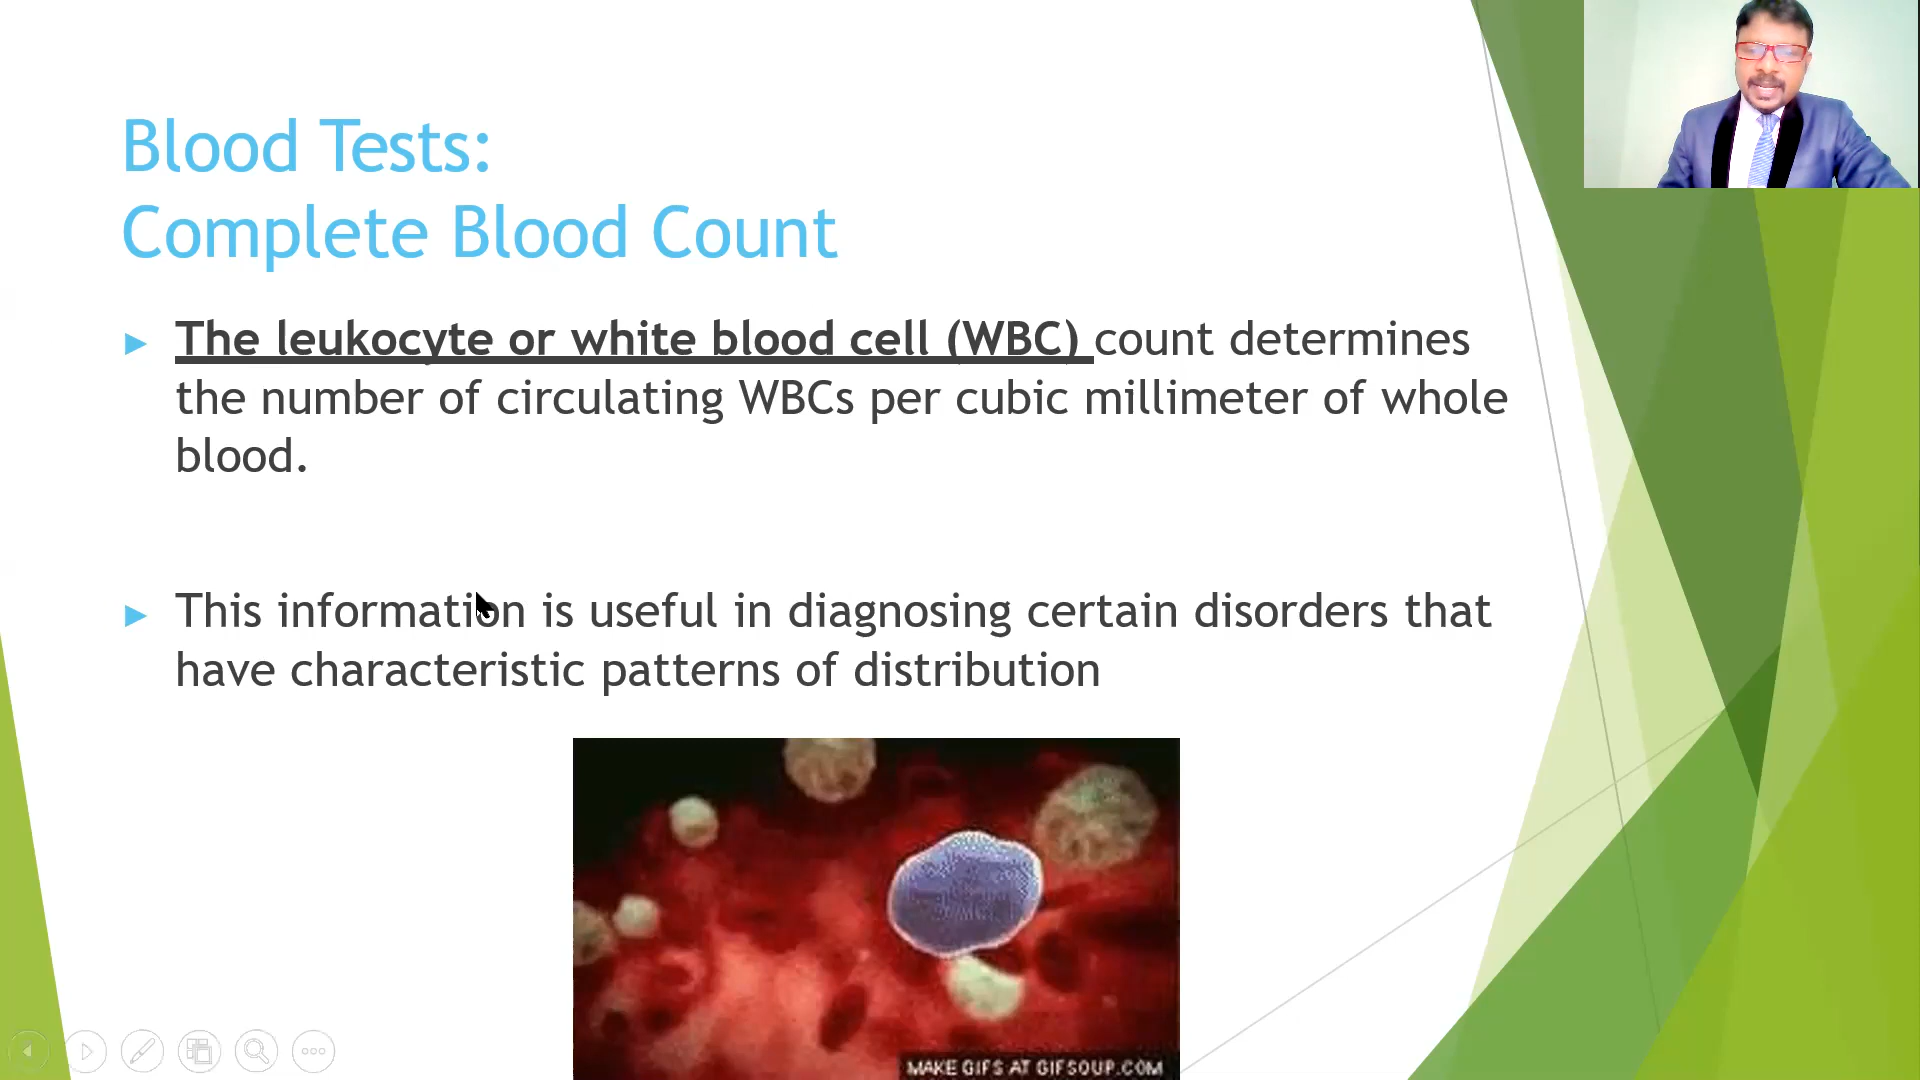 Blood Tests:
Complete Blood Count
The leukocyte or white blood cell (WBC) count determines
the number of circulating WBCs per cubic millimeter of whole
blood.
This information is useful in diagnosing certain disorders that
have characteristic patterns of distribution
MAKE GIFS AT GIFSOUP.COM